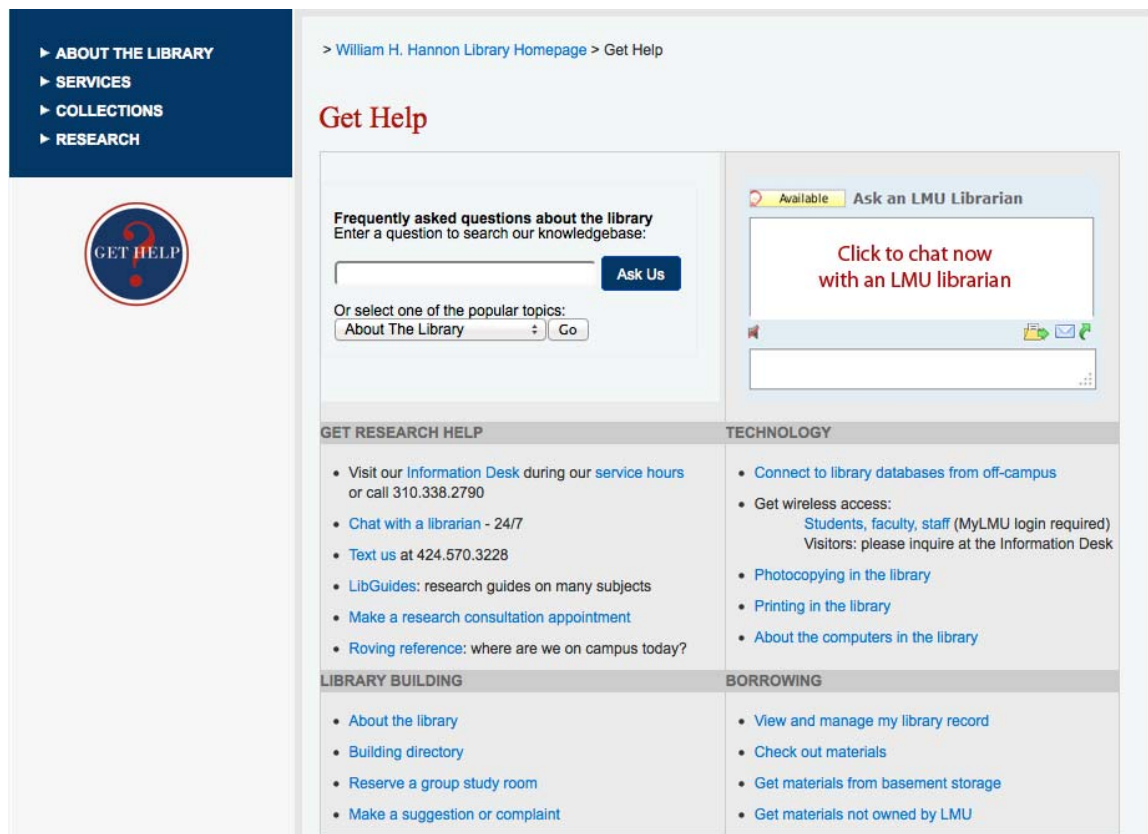 ABOUT THE LIBRARY
SERVICES
COLLECTIONS
RESEARCH
GET HELP
?
> William H. Hannon Library Homepage > Get Help
Get Help
Frequently asked questions about the library
Enter a question to search our knowledgebase:
Ask Us
Or select one of the popular topics:
About The Library
Go
Available Ask an LMU Librarian
Click to chat now
with an LMU librarian
GET RESEARCH HELP
• Visit our Information Desk during our service hours
or call 310.338.2790
• Chat with a librarian - 24/7
• Text us at 424.570.3228
• LibGuides: research guides on many subjects
• Make a research consultation appointment
• Roving reference: where are we on campus today?
TECHNOLOGY
• Connect to library databases from off-campus
• Get wireless access:
Students, faculty, staff (MyLMU login required)
Visitors: please inquire at the Information Desk
• Photocopying in the library
• Printing in the library
• About the computers in the library
LIBRARY BUILDING
• About the library
• Building directory
• Reserve a group study room
• Make a suggestion or complaint
BORROWING
• View and manage my library record
• Check out materials
• Get materials from basement storage
• Get materials not owned by LMU